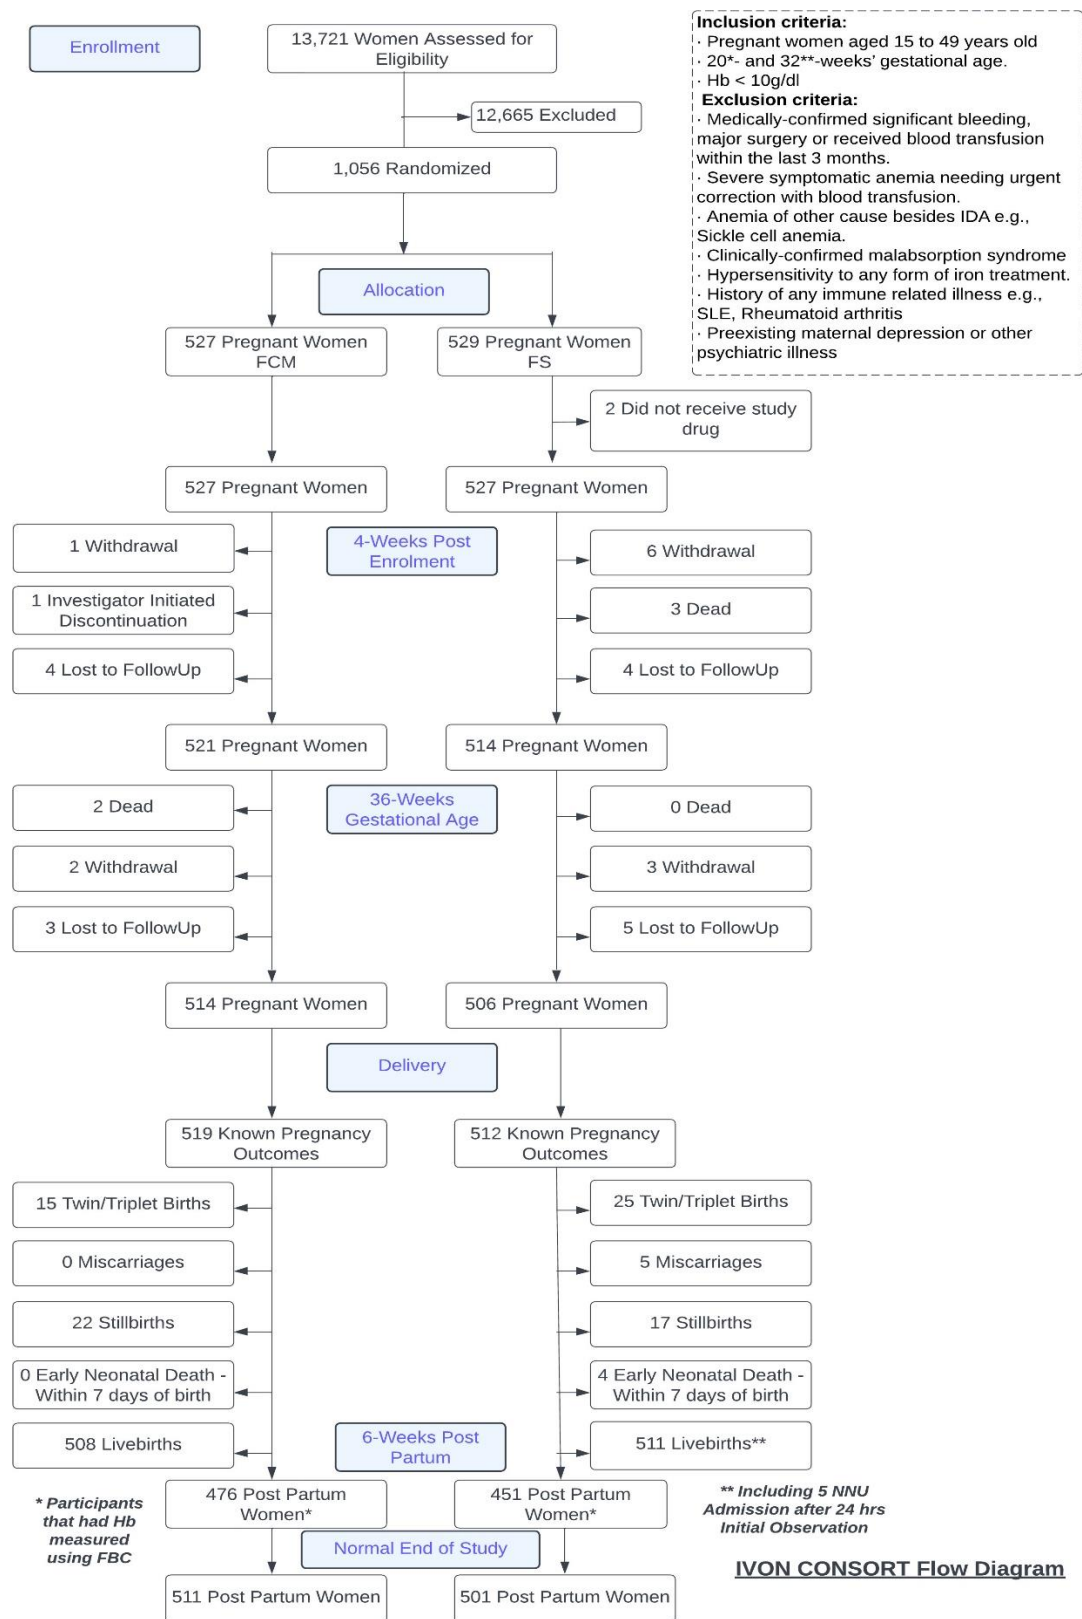 Enrollment
13,721 Women Assessed for
Eligibility
12,665 Excluded
1,056 Randomized
Inclusion criteria:
· Pregnant women aged 15 to 49 years old
· 20*- and 32**-weeks' gestational age.
· Hb < 10g/dl
Exclusion criteria:
· Medically-confirmed significant bleeding,
major surgery or received blood transfusion
within the last 3 months.
· Severe symptomatic anemia needing urgent
correction with blood transfusion.
· Anemia of other cause besides IDA e.g.,
Sickle cell anemia.
· Clinically-confirmed malabsorption syndrome
· Hypersensitivity to any form of iron treatment.
· History of any immune related illness e.g.,
SLE, Rheumatoid arthritis
· Preexisting maternal depression or other
psychiatric illness
Allocation
527 Pregnant Women
FCM
529 Pregnant Women
FS
2 Did not receive study
drug
527 Pregnant Women
527 Pregnant Women
4-Weeks Post
Enrolment
1 Withdrawal
6 Withdrawal
1 Investigator Initiated
Discontinuation
3 Dead
4 Lost to FollowUp
4 Lost to FollowUp
521 Pregnant Women
514 Pregnant Women
36-Weeks
Gestational Age
2 Dead
0 Dead
2 Withdrawal
3 Withdrawal
3 Lost to FollowUp
5 Lost to FollowUp
514 Pregnant Women
506 Pregnant Women
Delivery
519 Known Pregnancy
Outcomes
512 Known Pregnancy
Outcomes
15 Twin/Triplet Births
25 Twin/Triplet Births
0 Miscarriages
5 Miscarriages
22 Stillbirths
17 Stillbirths
0 Early Neonatal Death -
Within 7 days of birth
4 Early Neonatal Death -
Within 7 days of birth
508 Livebirths
6-Weeks Post
Partum
511 Livebirths**
* Participants
that had Hb
measured
using FBC
476 Post Partum
Women*
451 Post Partum
Women*
** Including 5 NNU
Admission after 24 hrs
Initial Observation
Normal End of Study
511 Post Partum Women
501 Post Partum Women
IVON CONSORT Flow Diagram